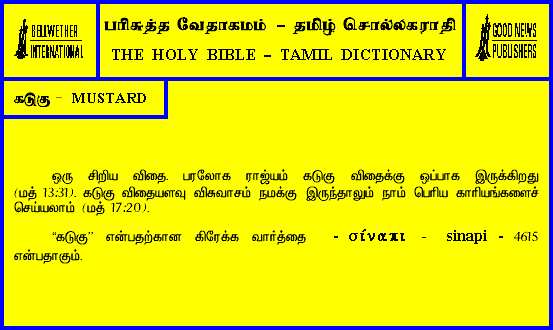 BELLWETHER
INTERNATIONAL
பரிசுத்த வேதாகமம் – தமிழ் சொல்லகராதி
THE HOLY BIBLE – TAMIL DICTIONARY
GOOD NEWS
PUBLISHERS
கடுகு – MUSTARD
ஒரு சிறிய விதை. பரலோக ராஜ்யம் கடுகு விதைக்கு ஒப்பாக இருக்கிறது
(மத் 13:31). கடுகு விதையளவு விசுவாசம் நமக்கு இருந்தாலும் நாம் பெரிய காரியங்களைச்
செய்யலாம் (மத் 17:20).
“கடுகு” என்பதற்கான கிரேக்க வார்த்தை - σίναπι - sinapi - 4615
என்பதாகும்.